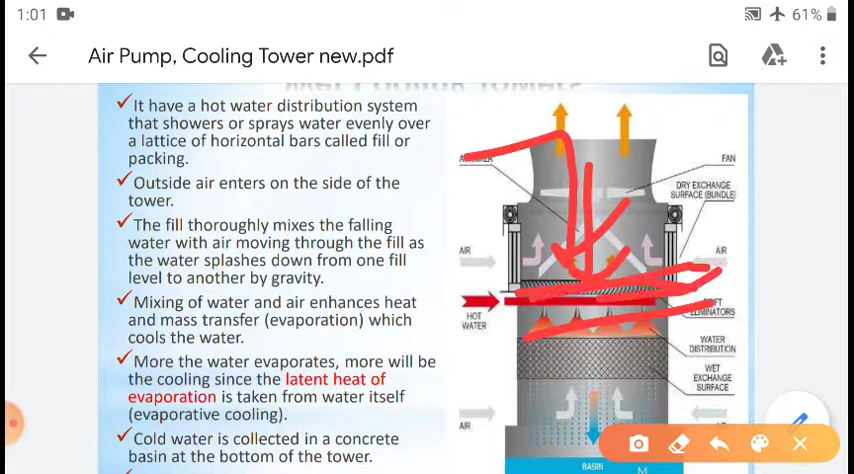 1:01
61%
Air Pump, Cooling Tower new.pdf
✓It have a hot water distribution system
that showers or sprays water evenly over
a lattice of horizontal bars called fill or
packing.
✓Outside air enters on the side of the
tower.
✓The fill thoroughly mixes the falling
water with air moving through the fill as
the water splashes down from one fill
level to another by gravity.
✓Mixing of water and air enhances heat
and mass transfer (evaporation) which
cools the water.
✓More the water evaporates, more will be
the cooling since the latent heat of
evaporation is taken from water itself
(evaporative cooling).
✓Cold water is collected in a concrete
basin at the bottom of the tower.
FAN
DRY EXCHANGE
SURFACE (BUNDLE)
AIR
AIR
ELIMINATORS
HOT
WATER
WATER
DISTRIBUTION
WET
EXCHANGE
SURFACE
AIR
BASIN
M